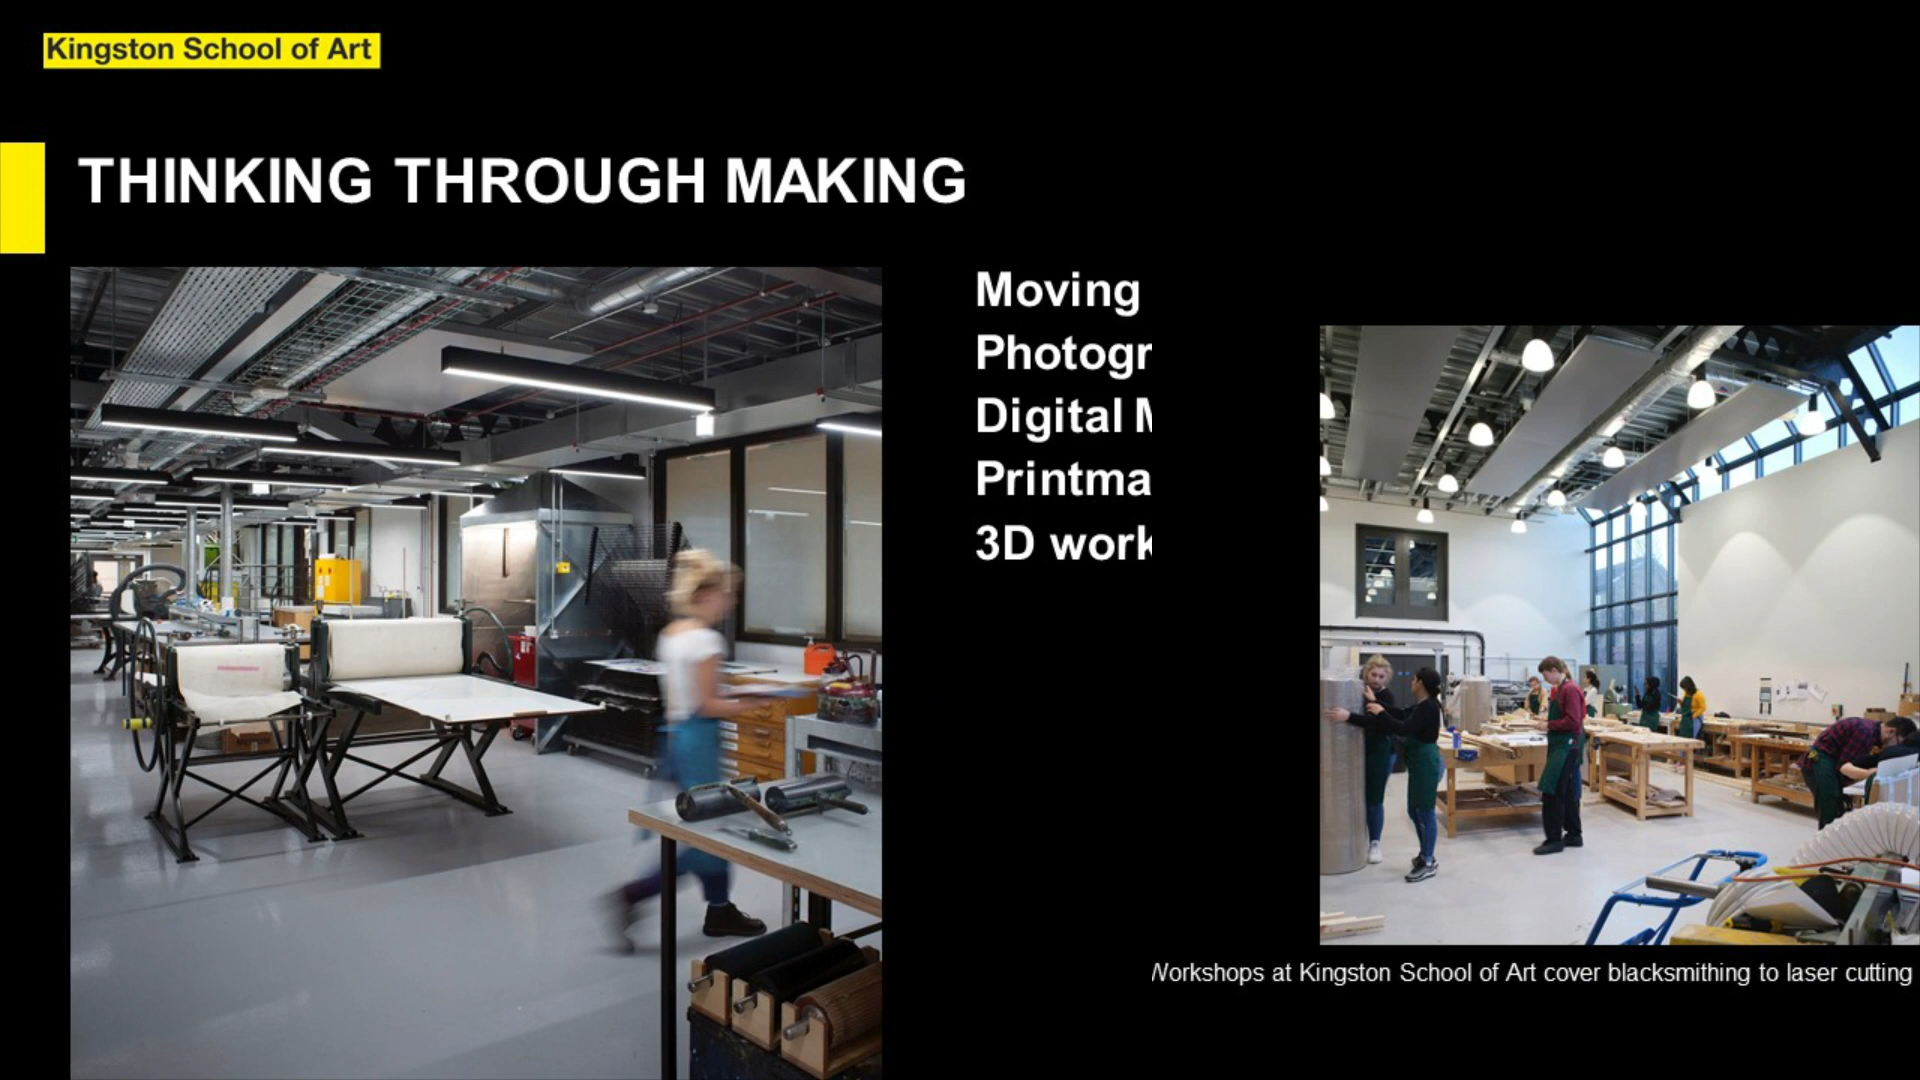 Kingston School of Art
THINKING THROUGH MAKING
Moving
Photogr
Digital
Printma
3D work
Workshops at Kingston School of Art cover blacksmithing to laser cutting